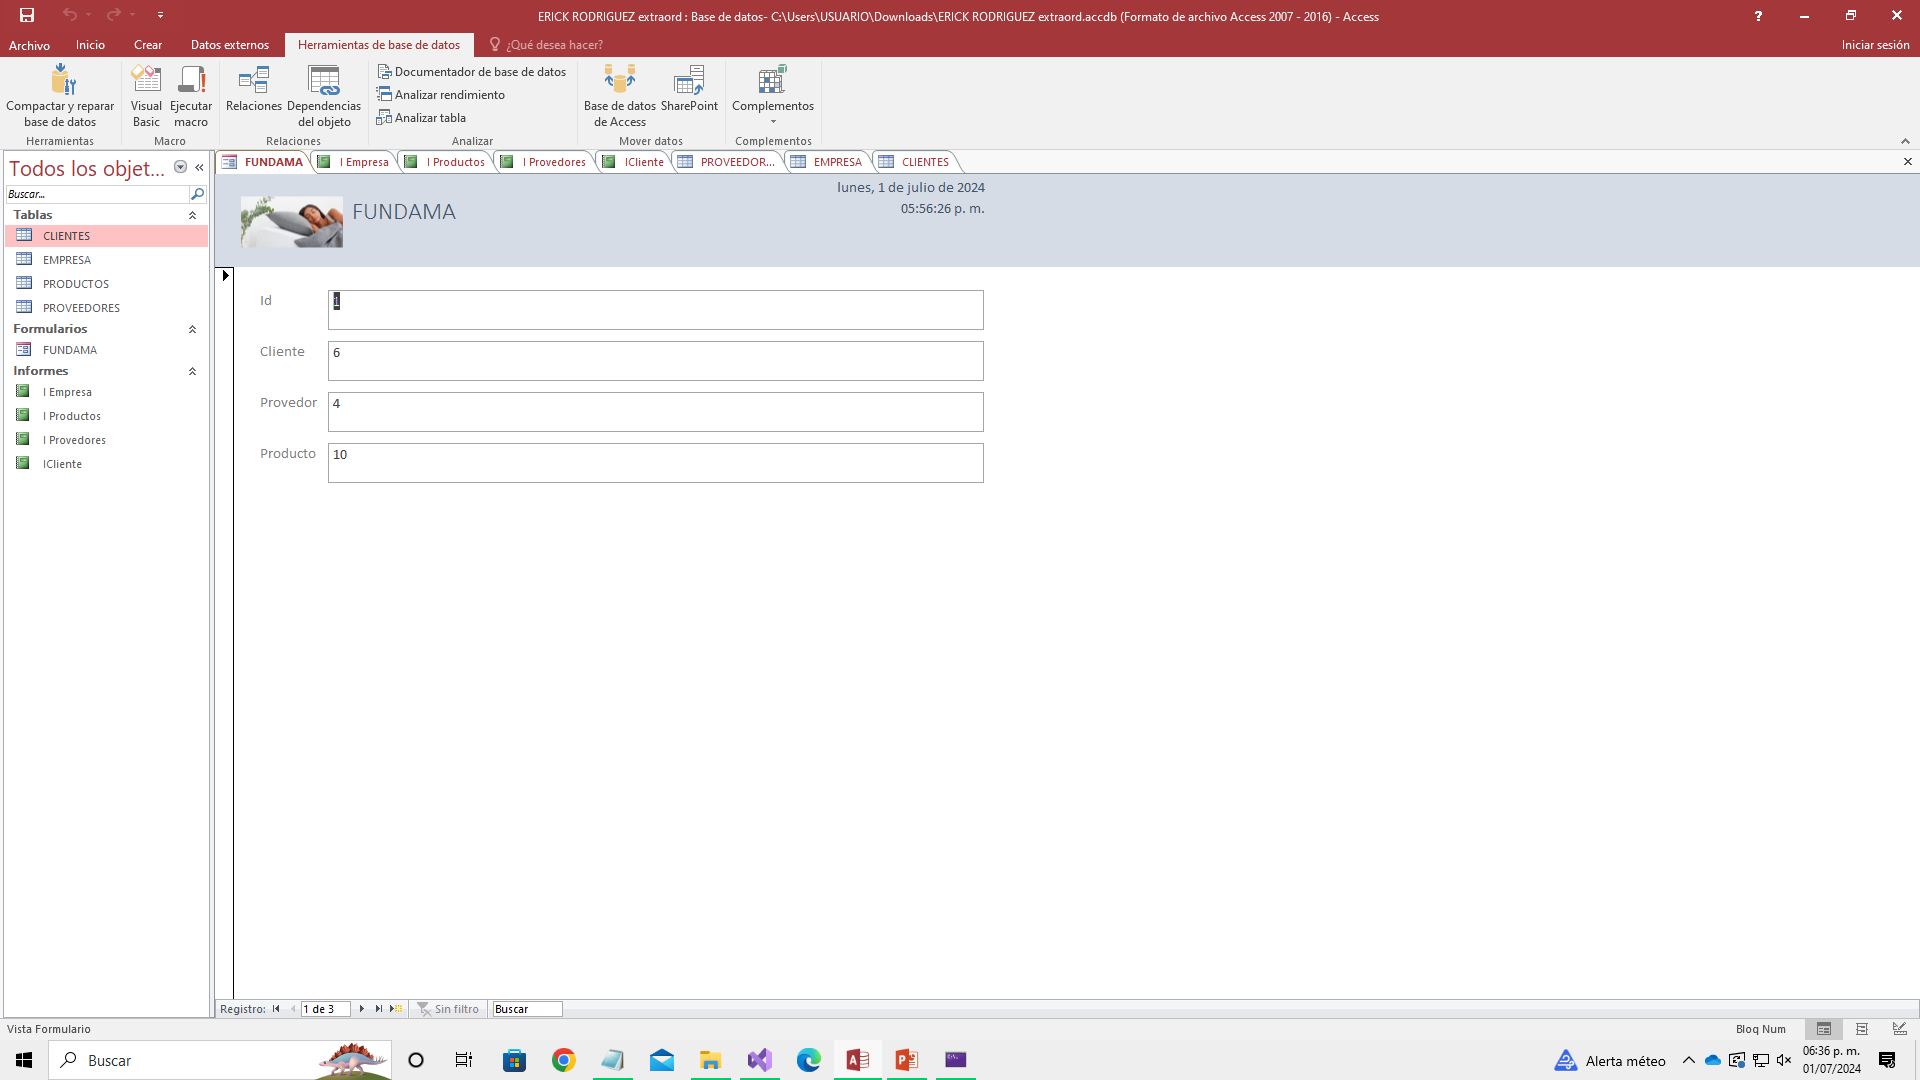 ERICK RODRIGUEZ extraord : Base de datos- C:\Users\USUARIO\Downloads\ERICK RODRIGUEZ extraord.accdb (Formato de archivo Access 2007 - 2016) - Access
?
Archivo Inicio Crear Datos externos Herramientas de base de datos ¿Qué desea hacer? Iniciar sesión
Compactar y reparar
base de datos
Herramientas
Visual
Basic
Ejecutar
macro
Macro
Relaciones
Dependencias
del objeto
Relaciones
Documentador de base de datos
Analizar rendimiento
Analizar tabla
Analizar
Base de datos
de Access
SharePoint
Mover datos
Complementos
Complementos
Todos los objet... «
Buscar...
Tablas
CLIENTES
EMPRESA
PRODUCTOS
PROVEEDORES
Formularios
FUNDAMA
Informes
I Empresa
I Productos
I Provedores
ICliente
FUNDAMA I Empresa I Productos I Provedores ICliente PROVEEDOR... EMPRESA CLIENTES
lunes, 1 de julio de 2024
FUNDAMA
05:56:26 p. m.
Id 1
Cliente 6
Provedor 4
Producto 10
Registro: 1 de 3 Sin filtro Buscar
Vista Formulario Bloq Num
Buscar
Alerta méteo
06:36 p. m.
01/07/2024